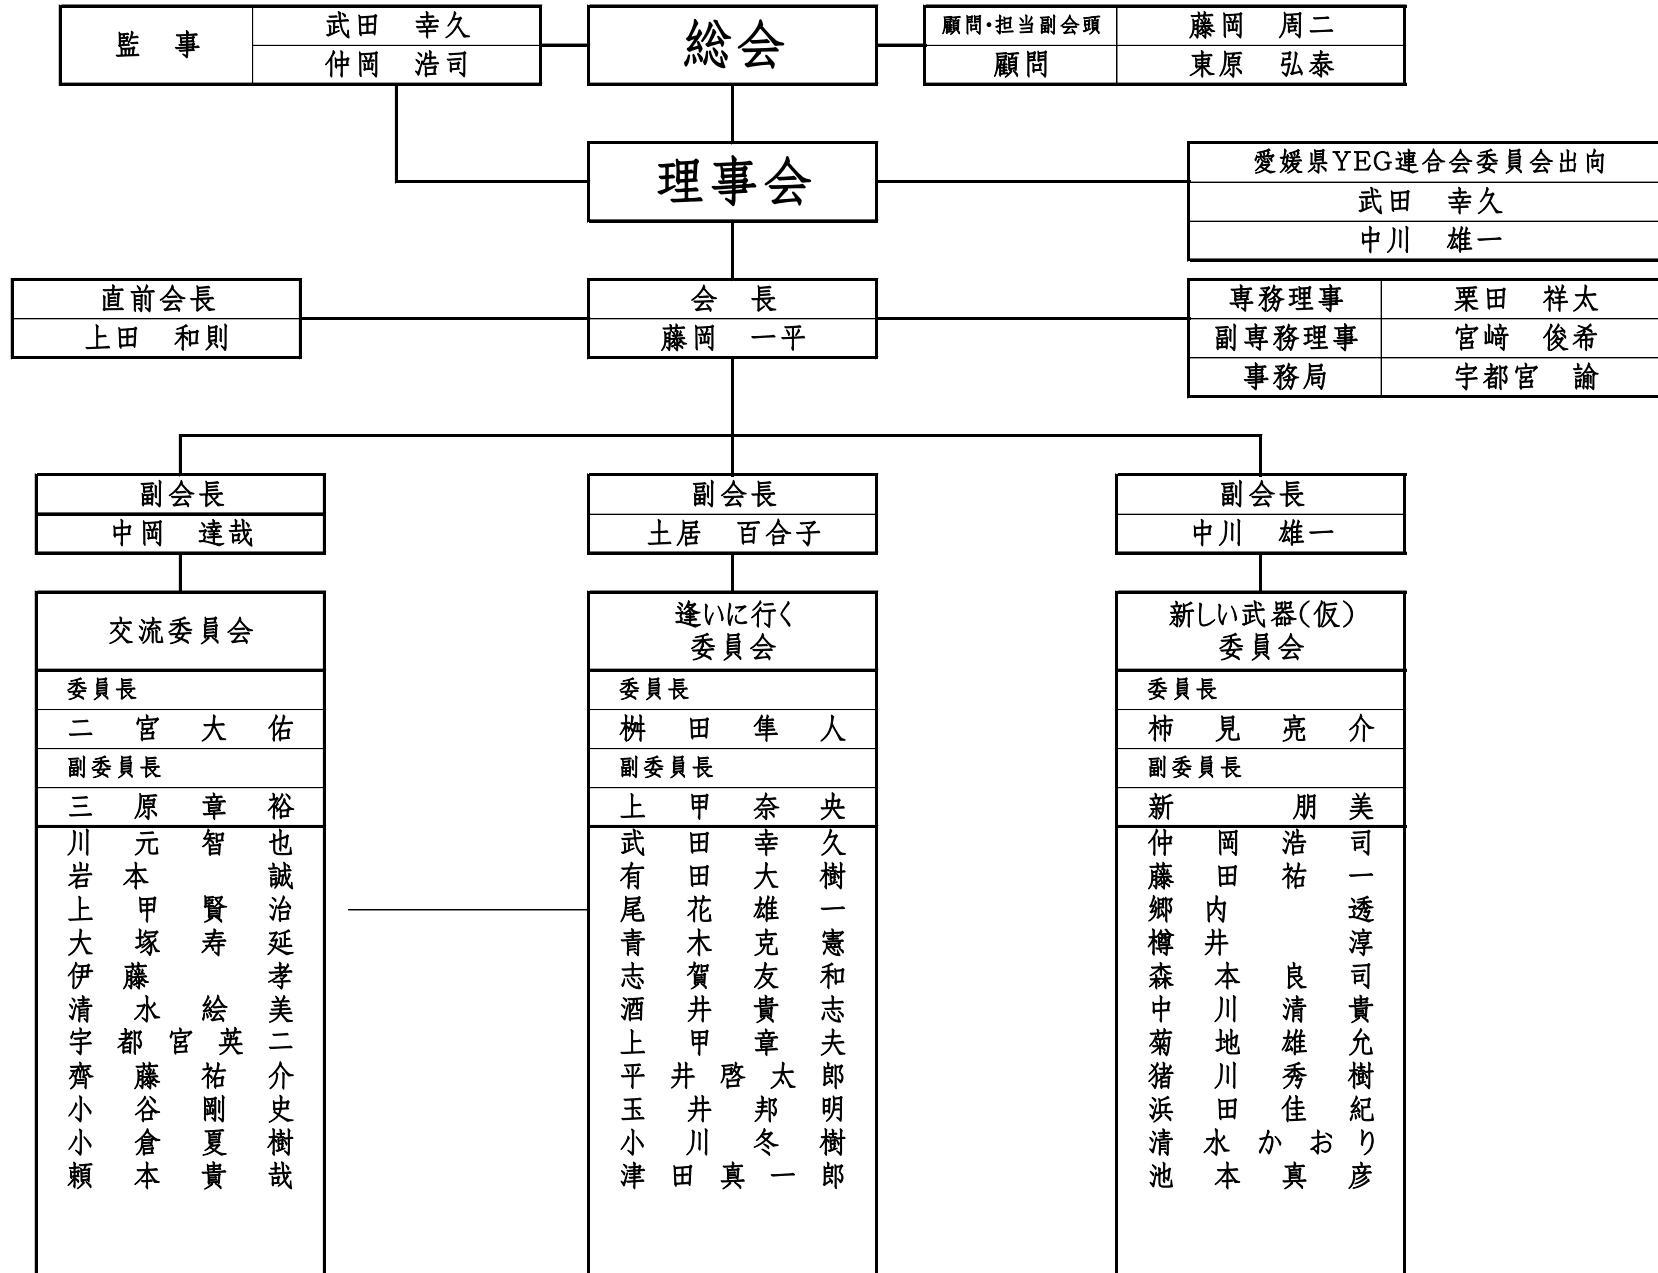 監　事
武田　幸久
仲岡　浩司
総会
顧問・担当副会頭　藤岡　周二
顧問　東原　弘泰
理事会
愛媛県YEG連合会委員会出向
武田　幸久
中川　雄一
直前会長
上田　和則
会　長
藤岡　一平
専務理事　栗田　祥太
副専務理事　宮﨑　俊希
事務局　宇都宮　諭
副会長
中岡　達哉
交流委員会
委員長
二宮大佑
副委員長
三原章裕
川元智也
岩本　誠
上甲賢治
大塚寿延
伊藤　孝
清水絵美
宇都宮英二
齊藤祐介
小谷剛史
小倉夏樹
頼本貴哉
副会長
土居　百合子
逢いに行く
委員会
委員長
桝田隼人
副委員長
上甲奈央
武田幸久
有田大樹
尾花雄一
青木克憲
志賀友和
酒井貴志
上甲章夫
平井啓太郎
玉井邦明
小川冬樹
津田真一郎
副会長
中川　雄一
新しい武器（仮）
委員会
委員長
柿見亮介
副委員長
新　朋美
仲岡浩司
藤田祐一
郷内　透
樽井　淳
森本良司
中川清貴
菊地雄允
猪川秀樹
浜田佳紀
清水かおり
池本真彦